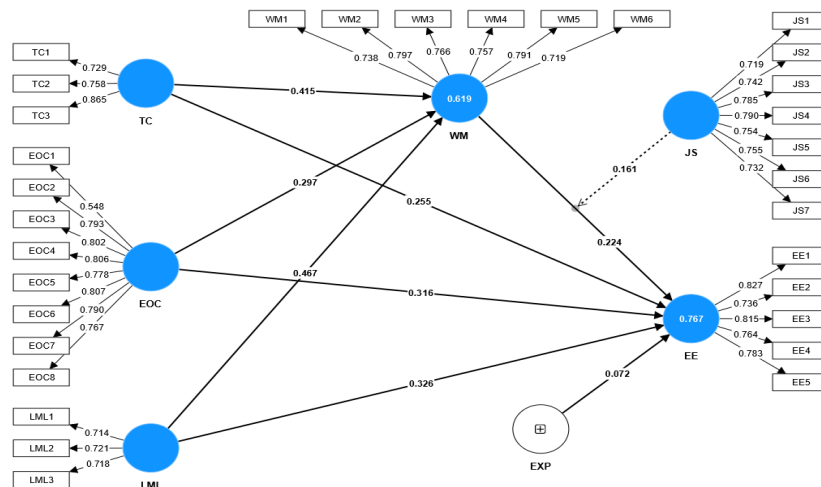 WM1
WM2
WM3
WM4
WM5
WM6
0.738
0.797
0.766
0.757
0.791
0.719
0.619
WM
TC1
TC2
TC3
0.729
0.758
0.865
TC
0.415
0.255
EOC1
EOC2
EOC3
EOC4
EOC5
EOC6
EOC7
EOC8
0.548
0.793
0.802
0.806
0.778
0.807
0.790
0.767
EOC
0.297
0.316
LML1
LML2
LML3
0.714
0.721
0.718
LML
0.467
0.326
JS1
JS2
JS3
JS4
JS5
JS6
JS7
0.719
0.742
0.785
0.790
0.754
0.755
0.732
JS
0.161
0.224
EE1
EE2
EE3
EE4
EE5
0.827
0.736
0.815
0.764
0.783
0.767
EE
0.072
EXP